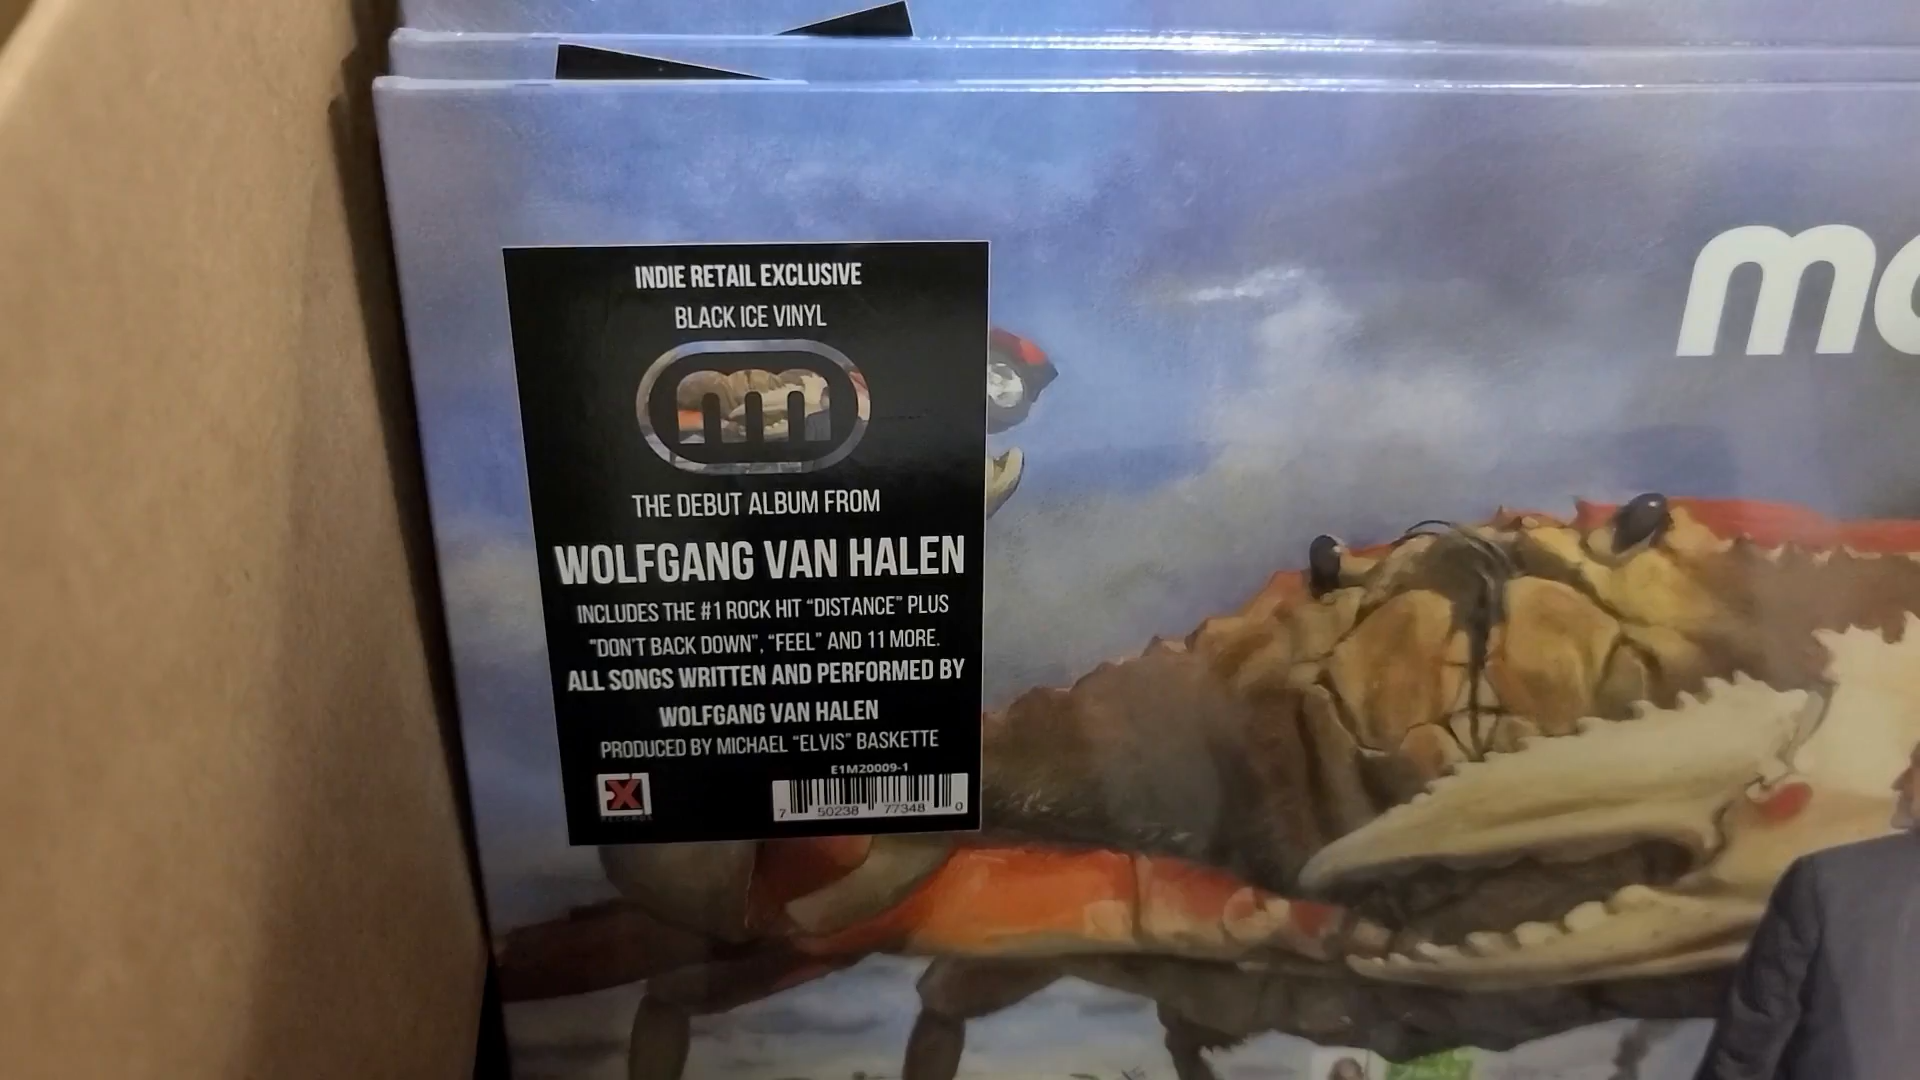 INDIE RETAIL EXCLUSIVE
BLACK ICE VINYL
m
THE DEBUT ALBUM FROM
WOLFGANG VAN HALEN
INCLUDES THE #1 ROCK HIT “DISTANCE” PLUS
"DON'T BACK DOWN", “FEEL” AND 11 MORE.
ALL SONGS WRITTEN AND PERFORMED BY
WOLFGANG VAN HALEN
PRODUCED BY MICHAEL “ELVIS” BASKETTE
E1M20009-1
EX1
RECORDS
7 50238 77348 0